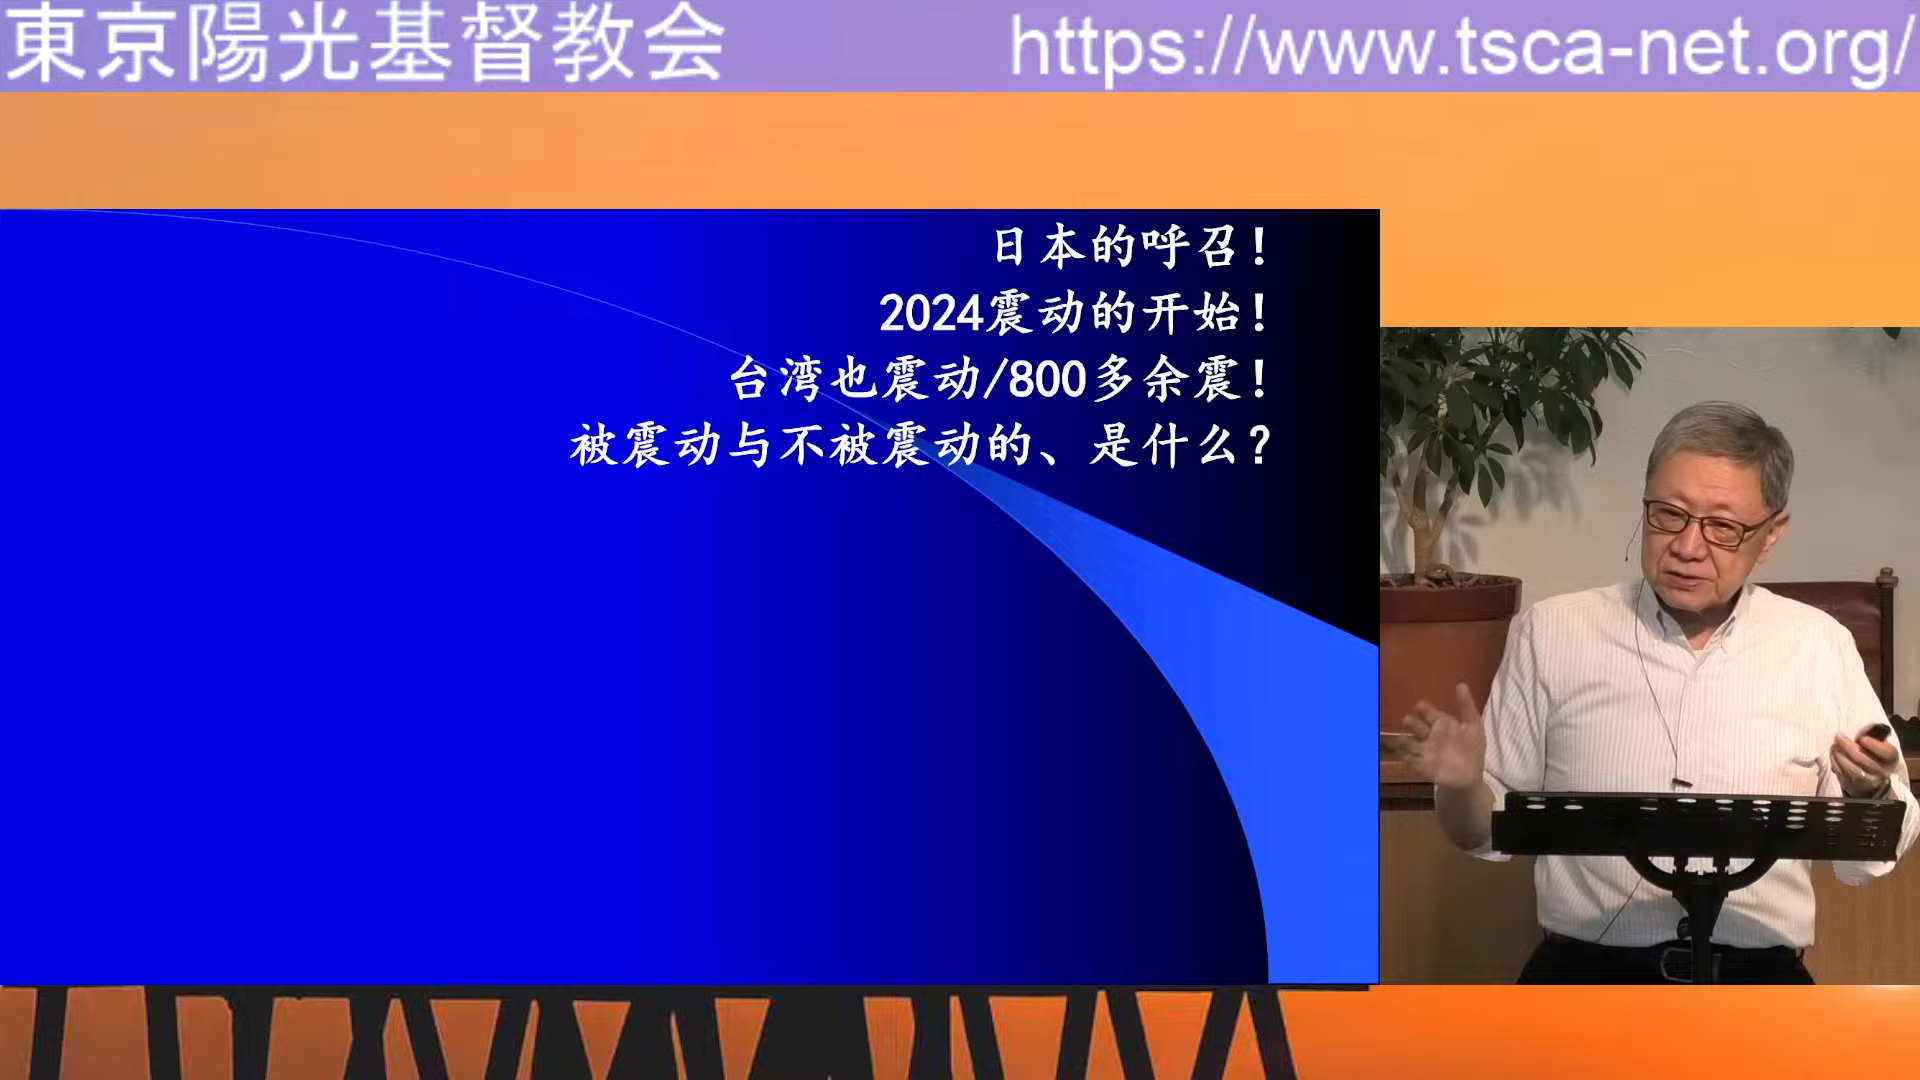 東京陽光基督教会
https://www.tsca-net.org/
日本的呼召！
2024震动的开始！
台湾也震动/800多余震！
被震动与不被震动的、是什么？